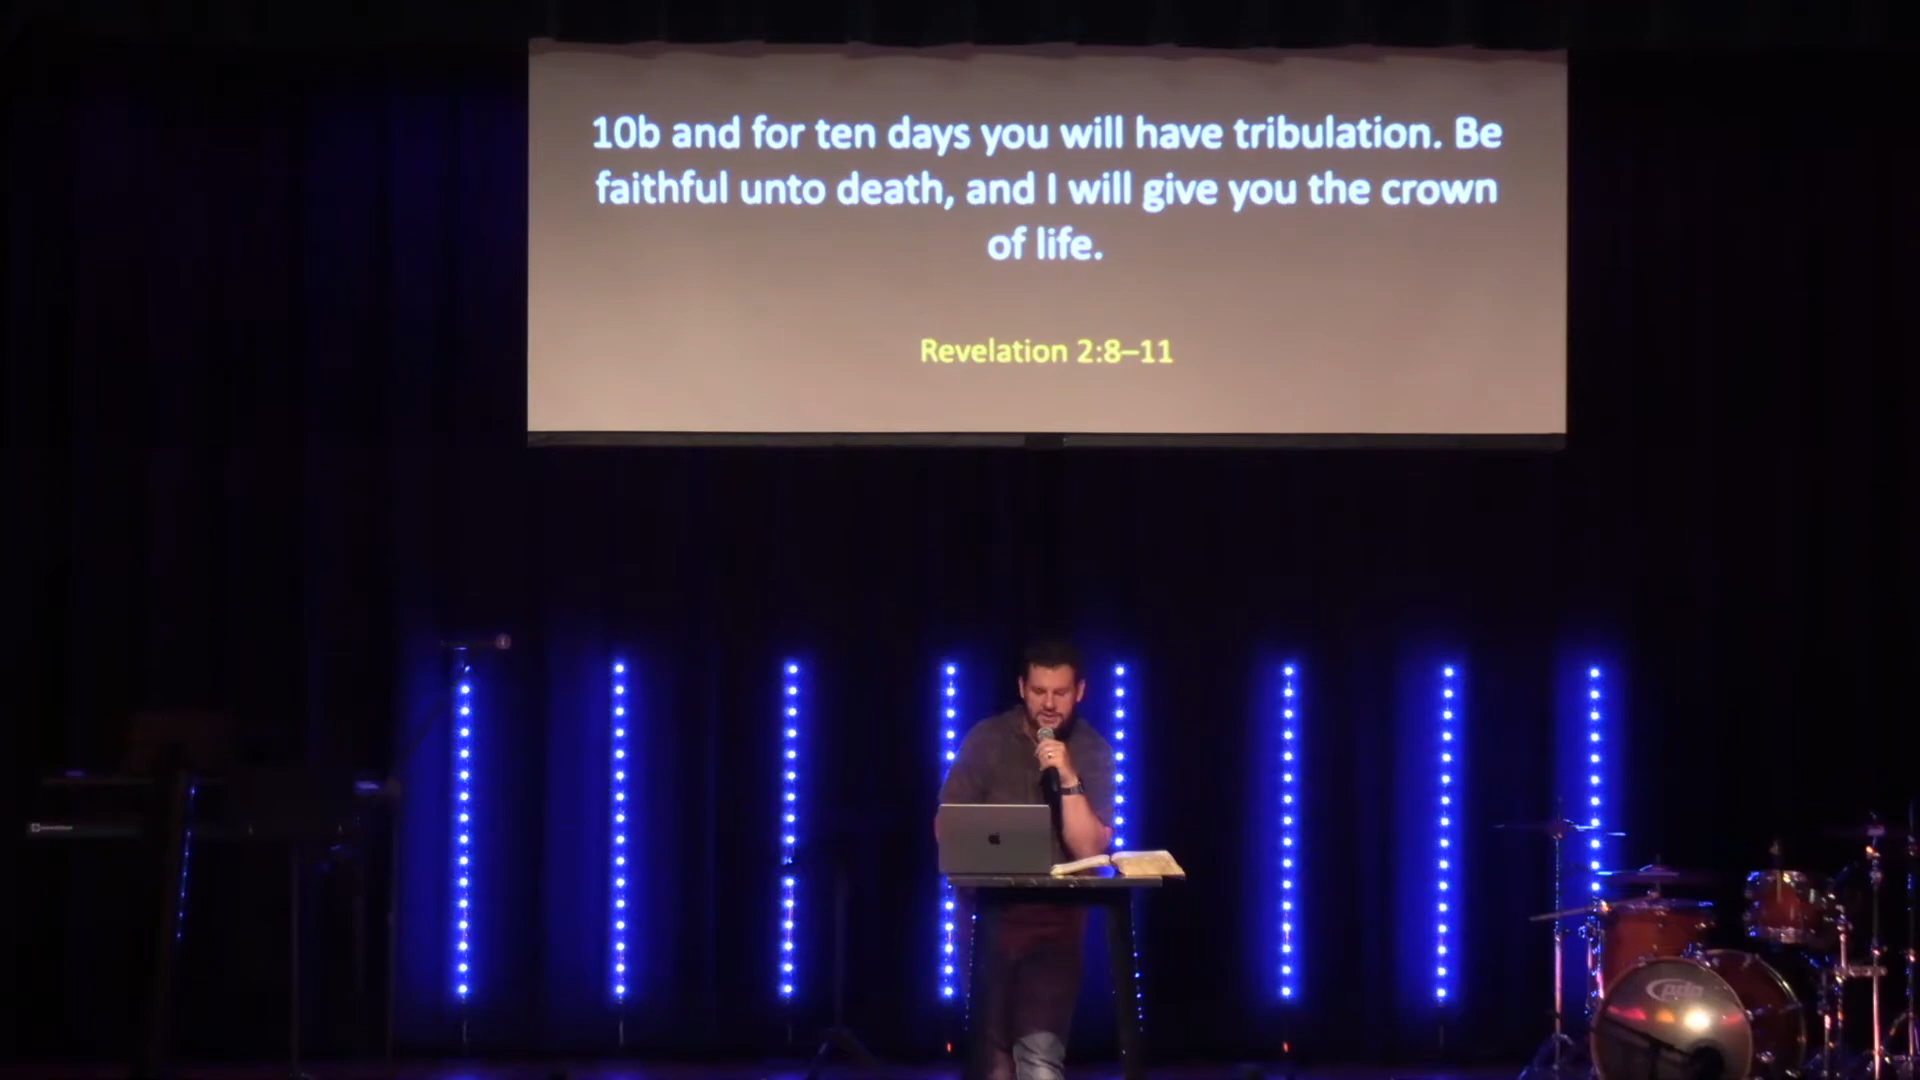 10b and for ten days you will have tribulation. Be
faithful unto death, and I will give you the crown
of life.
Revelation 2:8–11
pdp